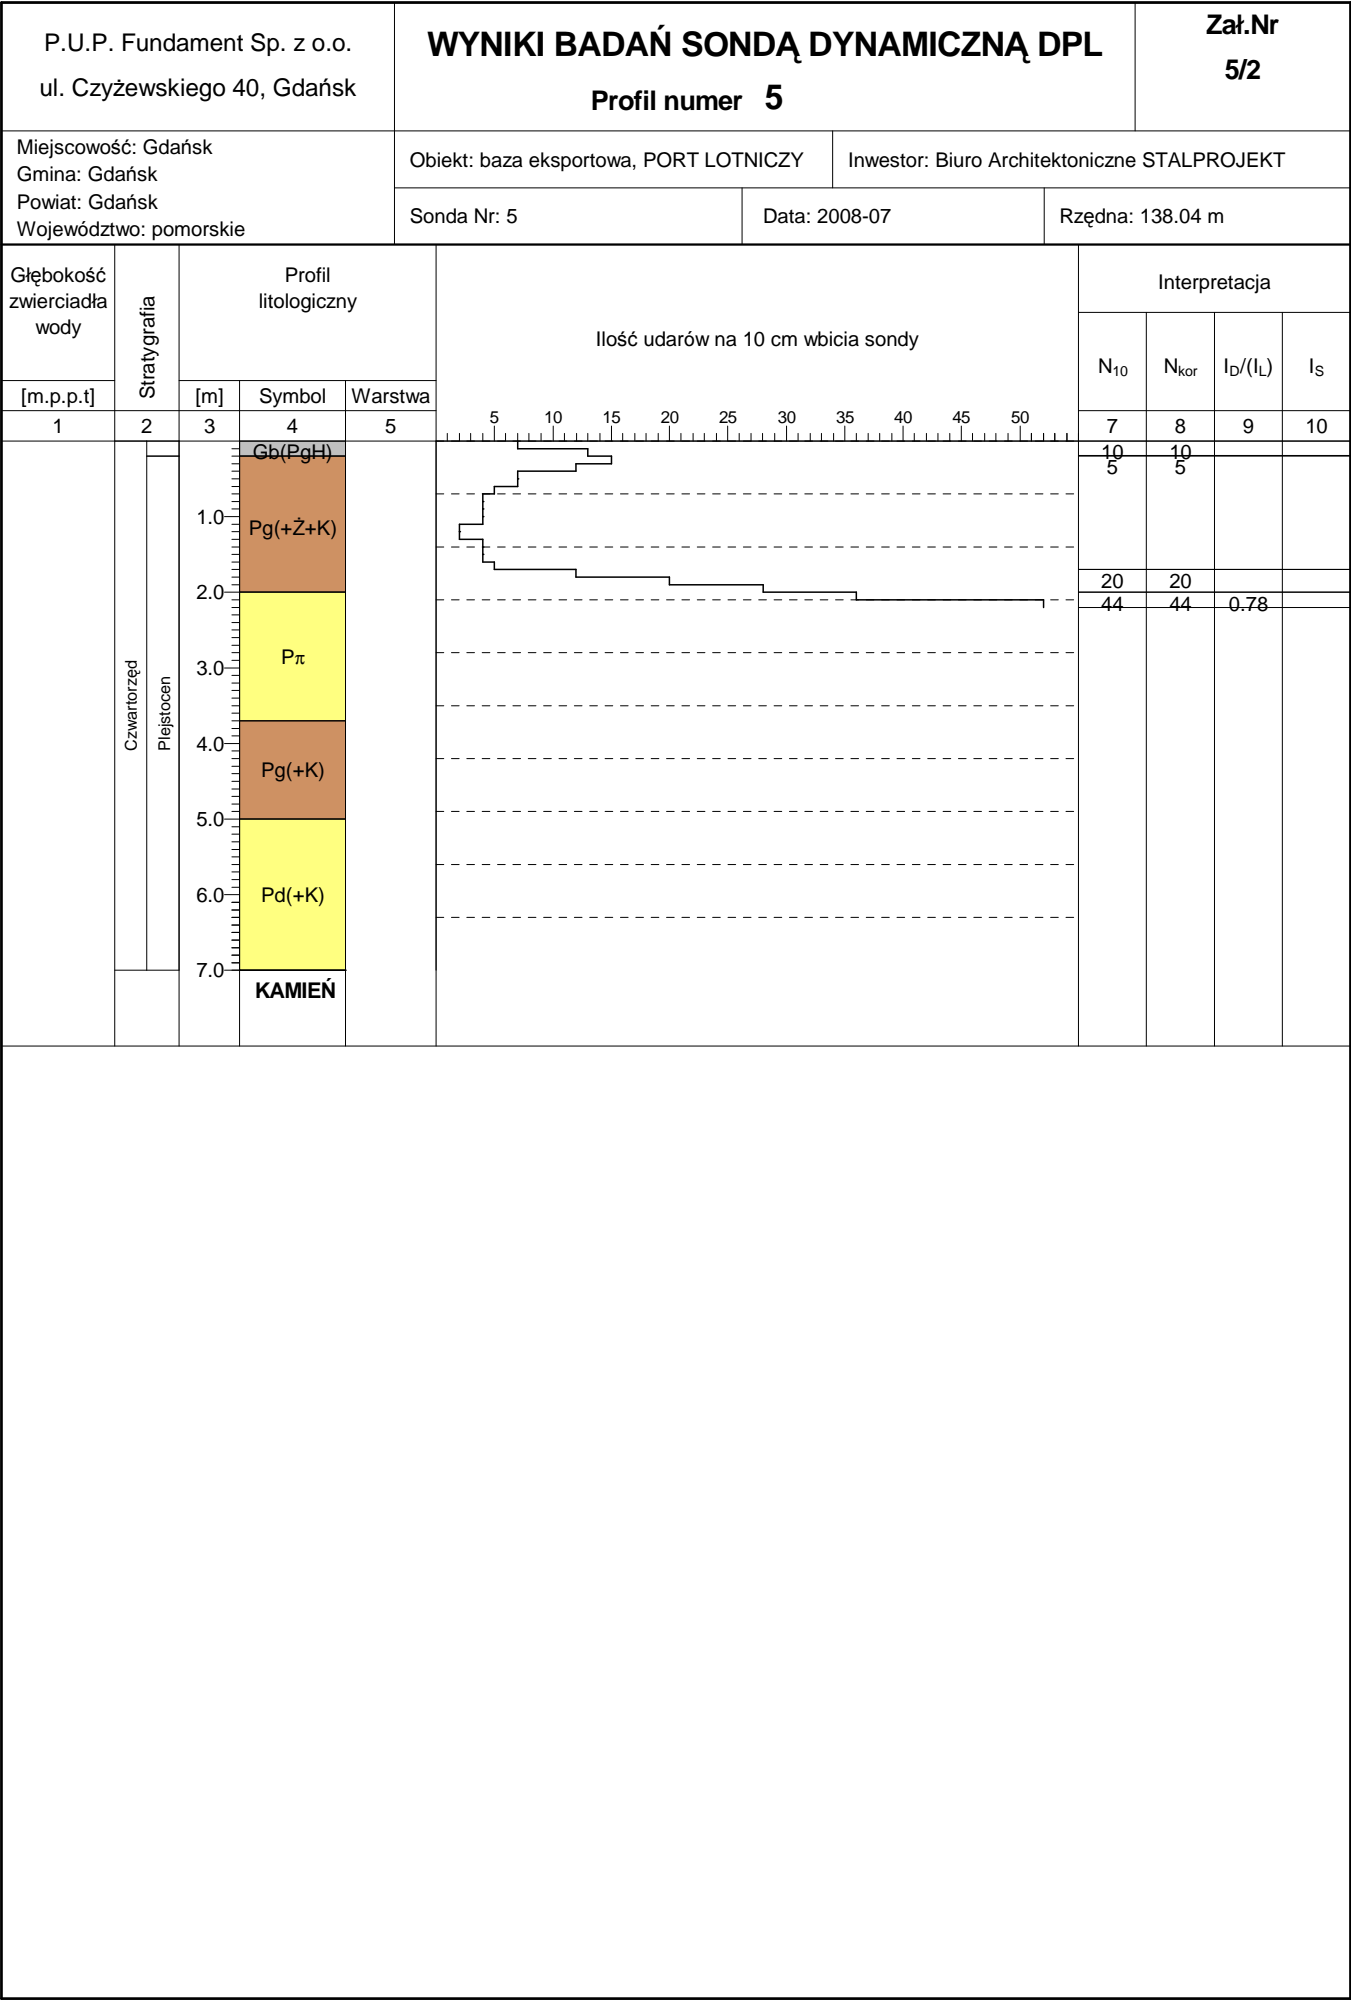 P.U.P. Fundament Sp. z o.o.
ul. Czyżewskiego 40, Gdańsk
WYNIKI BADAŃ SONDĄ DYNAMICZNĄ DPL
Profil numer 5
Zał.Nr
5/2
Miejscowość: Gdańsk
Gmina: Gdańsk
Powiat: Gdańsk
Województwo: pomorskie
Obiekt: baza eksportowa, PORT LOTNICZY
Inwestor: Biuro Architektoniczne STALPROJEKT
Sonda Nr: 5
Data: 2008-07
Rzędna: 138.04 m
Głębokość
zwierciadła
wody
[m.p.p.t]
Stratygrafia
Profil
litologiczny
[m] Symbol Warstwa
Ilość udarów na 10 cm wbicia sondy
5 10 15 20 25 30 35 40 45 50
Interpretacja
N10 Nkor ID/(IL) IS
1 2 3 4 5 7 8 9 10
Gb(PgH) 10 10
5 5
1.0 Pg(+Ż+K)
20 20
2.0
44 44 0.78
Pπ
3.0
Czwartorzęd
Plejstocen
4.0
Pg(+K)
5.0
6.0 Pd(+K)
7.0
KAMIEŃ